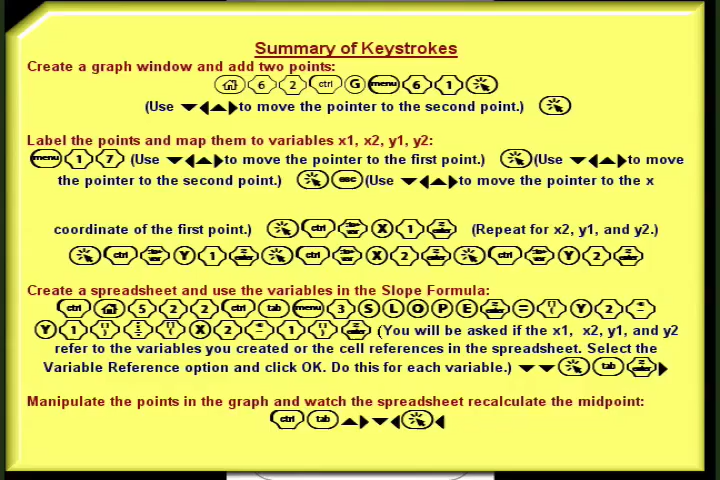 Summary of Keystrokes
Create a graph window and add two points:
6 2 ctrl G menu 6 1
(Use to move the pointer to the second point.)
Label the points and map them to variables x1, x2, y1, y2:
menu 1 7 (Use to move the pointer to the first point.) (Use to move
the pointer to the second point.) esc (Use to move the pointer to the x
coordinate of the first point.) ctrl X 1 (Repeat for x2, y1, and y2.)
ctrl Y 1 ctrl X 2 ctrl Y 2
Create a spreadsheet and use the variables in the Slope Formula:
ctrl 5 2 2 ctrl tab menu 3 S L O P E = ( Y 2 −
Y 1 ) ( X 2 − 1 ) (You will be asked if the x1, x2, y1, and y2
refer to the variables you created or the cell references in the spreadsheet. Select the
Variable Reference option and click OK. Do this for each variable.) tab
Manipulate the points in the graph and watch the spreadsheet recalculate the midpoint:
ctrl tab